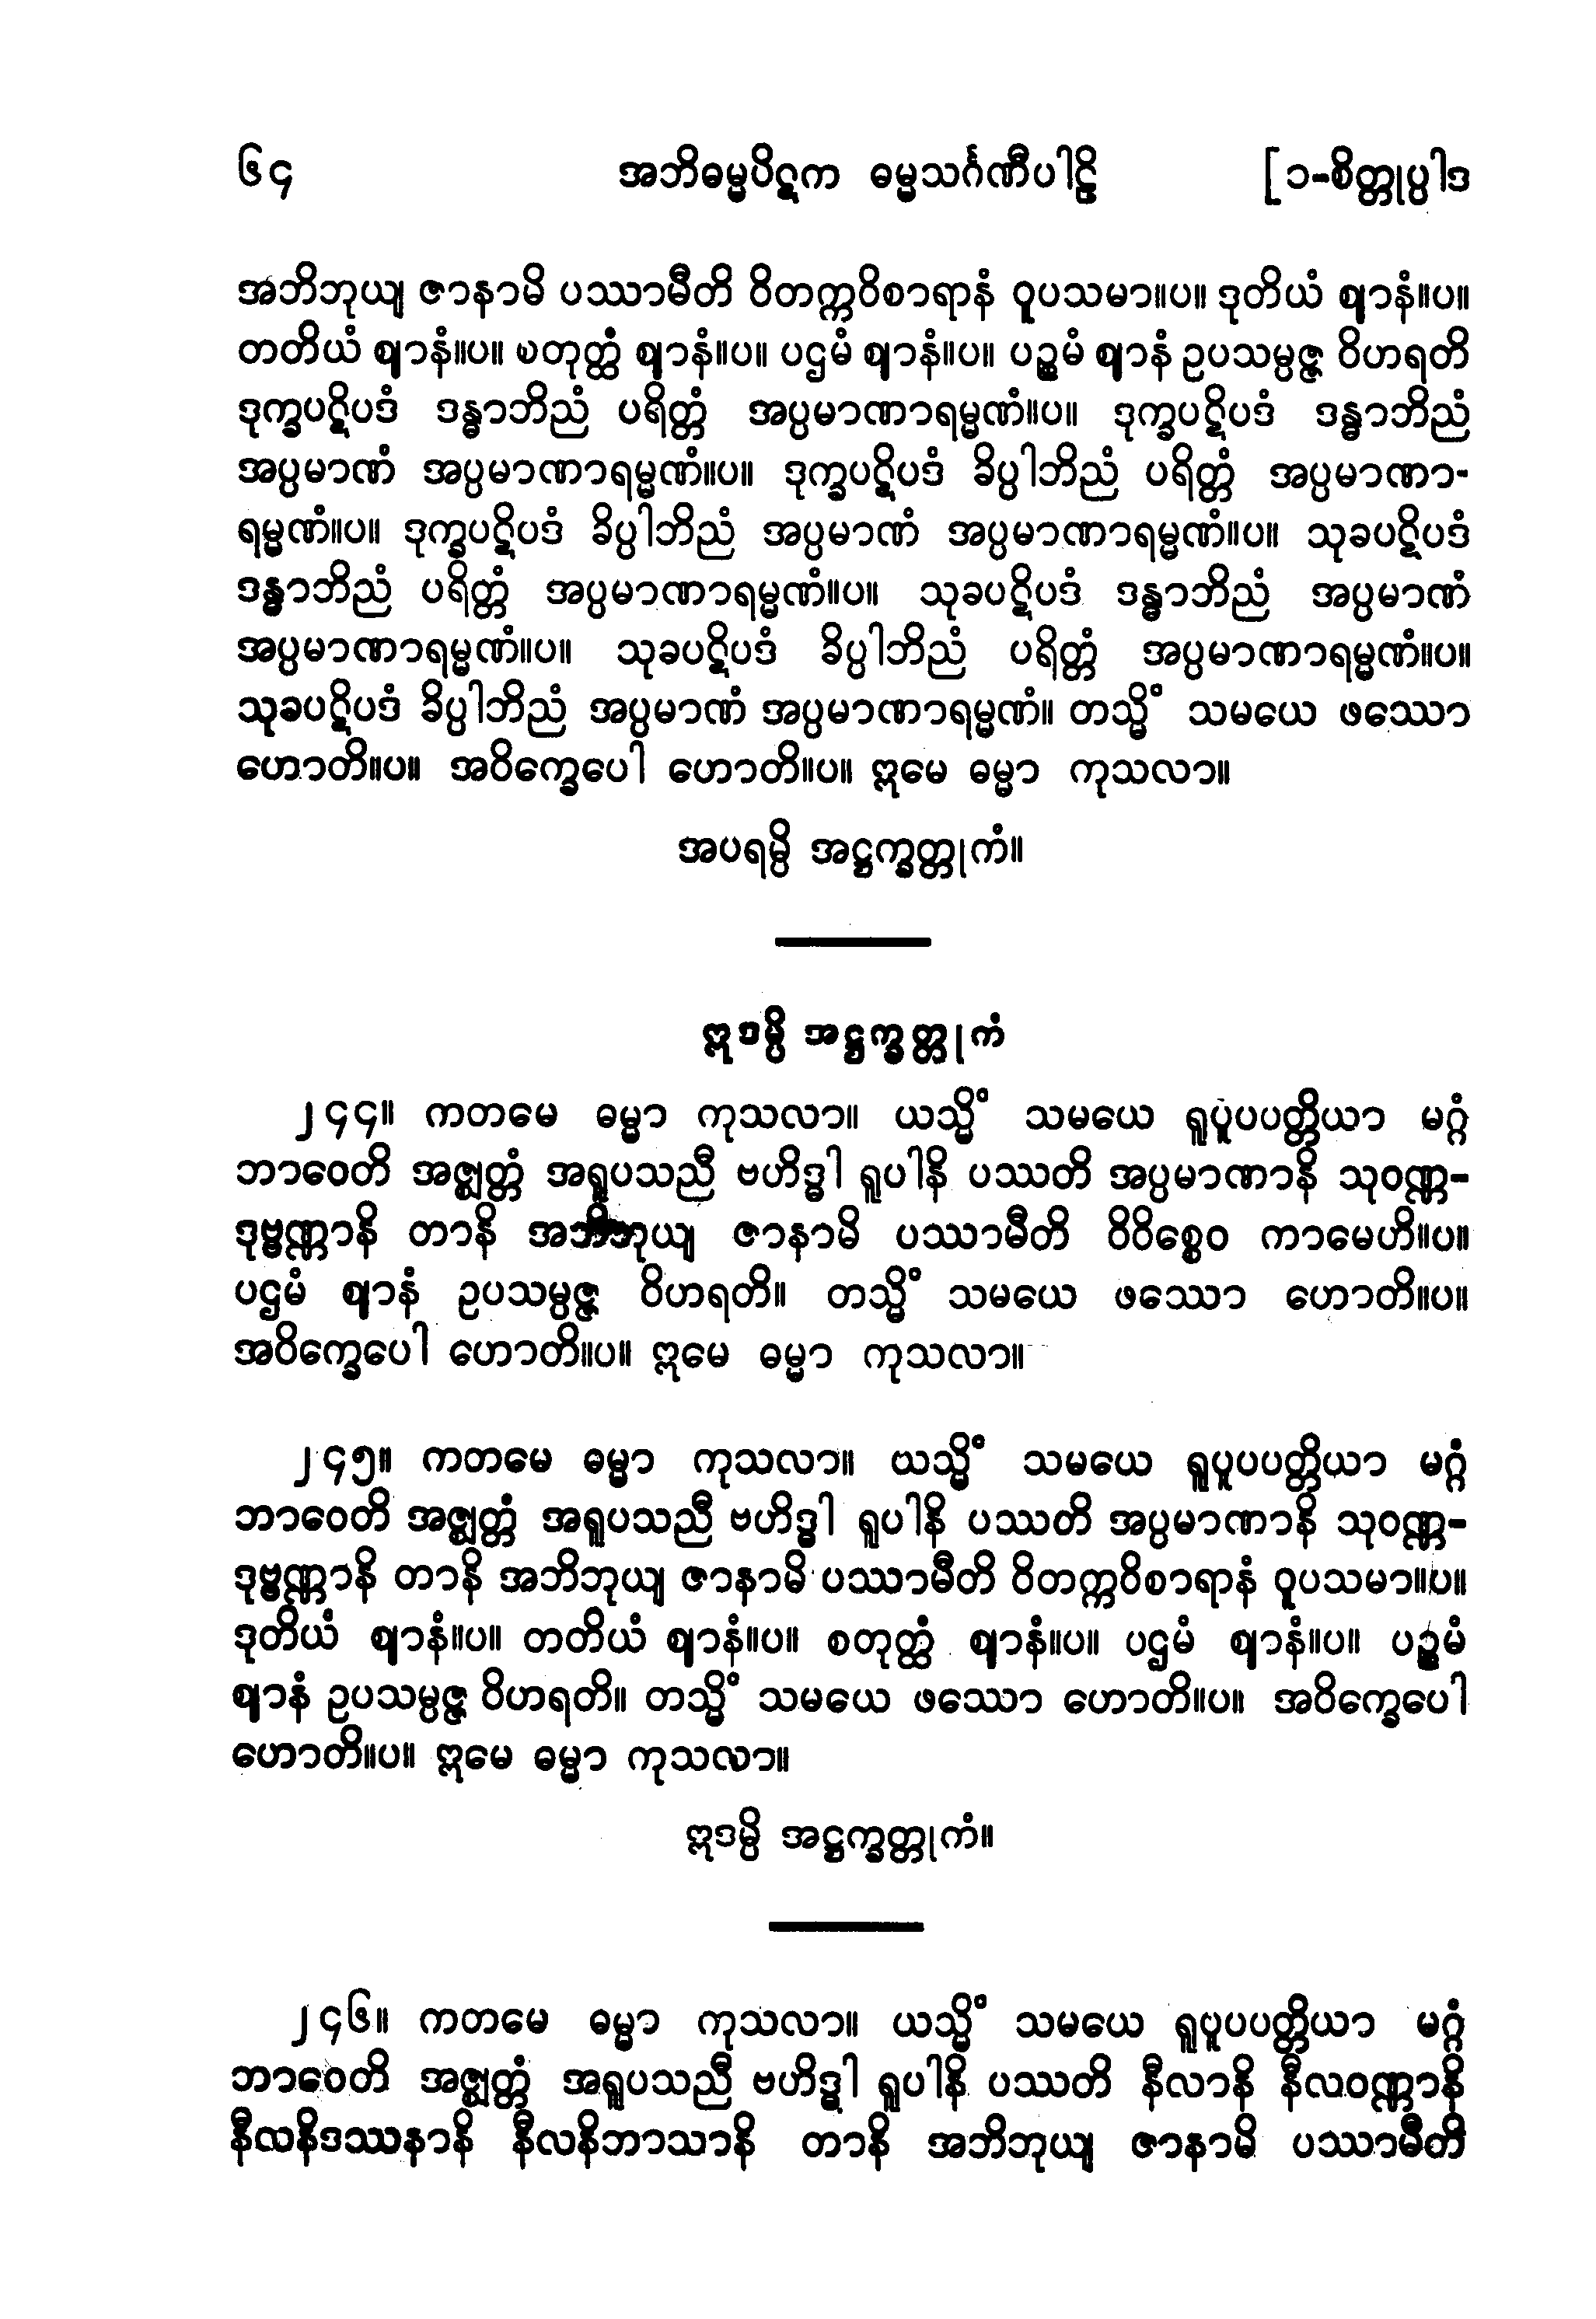 ၆၄ အဘိဓမ္မပိဋက ဓမ္မသင်္ဂဏီပါဠိ [၁-စိတ္တုပ္ပါဒ
အဘိဘုယျ ဇာနာမိ ပဿာမီတိ ဝိတက္ကဝိစာရာနံ ဝူပသမာ။ပ။ ဒုတိယံ ဈာနံ။ပ။
တတိယံ ဈာနံ။ပ။ စတုတ္ထံ ဈာနံ။ပ။ ပဌမံ ဈာနံ။ပ။ ပဉ္စမံ ဈာနံ ဥပသမ္ပဇ္ဇ ဝိဟရတိ
ဒုက္ခပဋိပဒံ ဒန္ဓာဘိညံ ပရိတ္တံ အပ္ပမာဏာရမ္မဏံ။ပ။ ဒုက္ခပဋိပဒံ ဒန္ဓာဘိညံ
အပ္ပမာဏံ အပ္ပမာဏာရမ္မဏံ။ပ။ ဒုက္ခပဋိပဒံ ခိပ္ပါဘိညံ ပရိတ္တံ အပ္ပမာဏာ-
ရမ္မဏံ။ပ။ ဒုက္ခပဋိပဒံ ခိပ္ပါဘိညံ အပ္ပမာဏံ အပ္ပမာဏာရမ္မဏံ။ပ။ သုခပဋိပဒံ
ဒန္ဓာဘိညံ ပရိတ္တံ အပ္ပမာဏာရမ္မဏံ။ပ။ သုခပဋိပဒံ ဒန္ဓာဘိညံ အပ္ပမာဏံ
အပ္ပမာဏာရမ္မဏံ။ပ။ သုခပဋိပဒံ ခိပ္ပါဘိညံ ပရိတ္တံ အပ္ပမာဏာရမ္မဏံ။ပ။
သုခပဋိပဒံ ခိပ္ပါဘိညံ အပ္ပမာဏံ အပ္ပမာဏာရမ္မဏံ။ တသ္မိံ သမယေ ဖဿော
ဟောတိ။ပ။ အဝိက္ခေပေါ ဟောတိ။ပ။ ဣမေ ဓမ္မာ ကုသလာ။
အပရမ္ပိ အဋ္ဌက္ခတ္တုကံ။
ဣဒမ္ပိ အဋ္ဌက္ခတ္တုကံ
၂၄၄။ ကတမေ ဓမ္မာ ကုသလာ။ ယသ္မိံ သမယေ ရူပူပပတ္တိယာ မဂ္ဂံ
ဘာဝေတိ အဇ္ဈတ္တံ အရူပသညီ ဗဟိဒ္ဓါ ရူပါနိ ပဿတိ အပ္ပမာဏာနိ သုဝဏ္ဏ-
ဒုဗ္ဗဏ္ဏာနိ တာနိ အဘိဘုယျ ဇာနာမိ ပဿာမီတိ ဝိဝိစ္စေဝ ကာမေဟိ။ပ။
ပဌမံ ဈာနံ ဥပသမ္ပဇ္ဇ ဝိဟရတိ။ တသ္မိံ သမယေ ဖဿော ဟောတိ။ပ။
အဝိက္ခေပေါ ဟောတိ။ပ။ ဣမေ ဓမ္မာ ကုသလာ။
၂၄၅။ ကတမေ ဓမ္မာ ကုသလာ။ ယသ္မိံ သမယေ ရူပူပပတ္တိယာ မဂ္ဂံ
ဘာဝေတိ အဇ္ဈတ္တံ အရူပသညီ ဗဟိဒ္ဓါ ရူပါနိ ပဿတိ အပ္ပမာဏာနိ သုဝဏ္ဏ-
ဒုဗ္ဗဏ္ဏာနိ တာနိ အဘိဘုယျ ဇာနာမိ ပဿာမီတိ ဝိတက္ကဝိစာရာနံ ဝူပသမာ။ပ။
ဒုတိယံ ဈာနံ။ပ။ တတိယံ ဈာနံ။ပ။ စတုတ္ထံ ဈာနံ။ပ။ ပဌမံ ဈာနံ။ပ။ ပဉ္စမံ
ဈာနံ ဥပသမ္ပဇ္ဇ ဝိဟရတိ။ တသ္မိံ သမယေ ဖဿော ဟောတိ။ပ။ အဝိက္ခေပေါ
ဟောတိ။ပ။ ဣမေ ဓမ္မာ ကုသလာ။
ဣဒမ္ပိ အဋ္ဌက္ခတ္တုကံ။
၂၄၆။ ကတမေ ဓမ္မာ ကုသလာ။ ယသ္မိံ သမယေ ရူပူပပတ္တိယာ မဂ္ဂံ
ဘာဝေတိ အဇ္ဈတ္တံ အရူပသညီ ဗဟိဒ္ဓါ ရူပါနိ ပဿတိ နီလာနိ နီလဝဏ္ဏာနိ
နီလနိဒဿနာနိ နီလနိဘာသာနိ တာနိ အဘိဘုယျ ဇာနာမိ ပဿာမီတိ